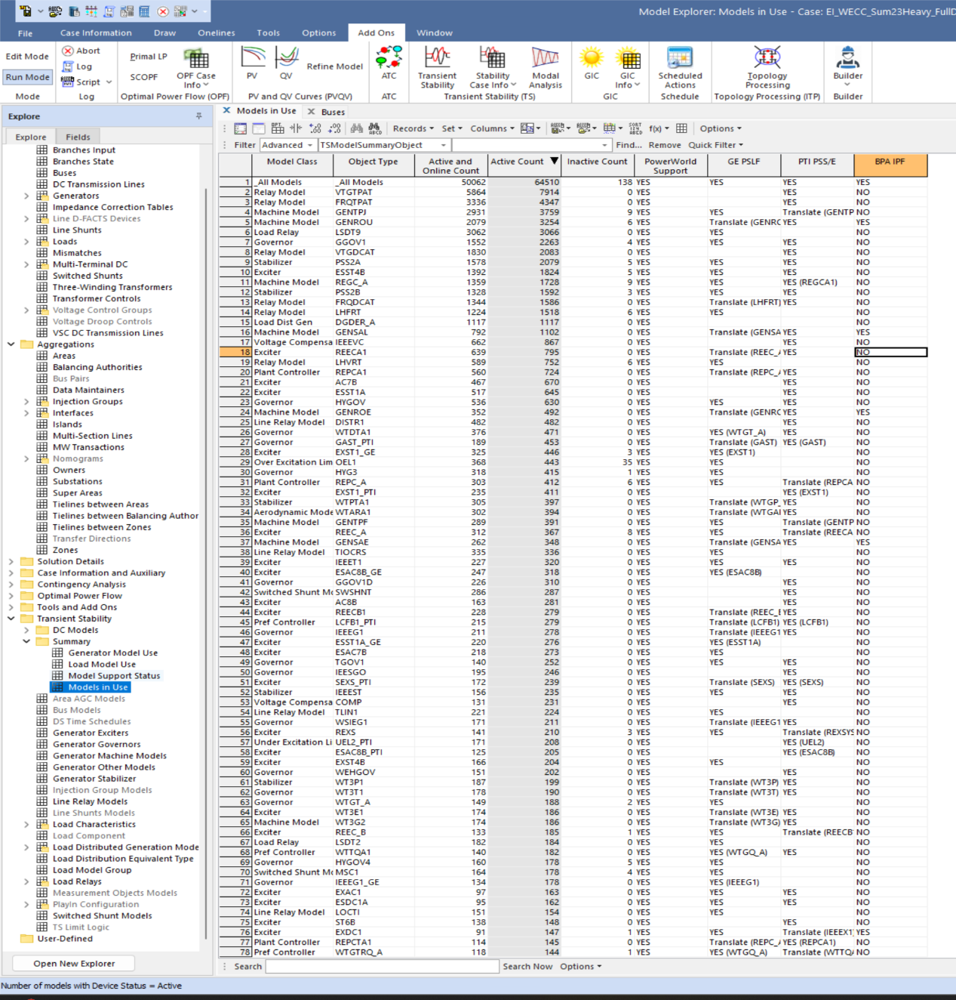 Model Explorer: Models in Use - Case: EI_WECC_Sum23Heavy_FullD
File Case Information Draw Onelines Tools Options Add Ons Window
Edit Mode
Run Mode
Mode
Abort
Log
Script
Log
Primal LP
SCOPF
OPF Case Info
Optimal Power Flow (OPF)
PV
QV
Refine Model
PV and QV Curves (PVQV)
ATC
ATC
Transient Stability
Stability Case Info
Modal Analysis
Transient Stability (TS)
GIC
GIC Info
GIC
Scheduled Actions
Schedule
Topology Processing
Topology Processing (ITP)
Builder
Builder
Explore
Explore Fields
Branches Input
Branches State
Buses
DC Transmission Lines
Generators
Impedance Correction Tables
Line D-FACTS Devices
Line Shunts
Loads
Mismatches
Multi-Terminal DC
Switched Shunts
Three-Winding Transformers
Transformer Controls
Voltage Control Groups
Voltage Droop Controls
VSC DC Transmission Lines
Aggregations
Areas
Balancing Authorities
Bus Pairs
Data Maintainers
Injection Groups
Interfaces
Islands
Multi-Section Lines
MW Transactions
Nomograms
Owners
Substations
Super Areas
Tielines between Areas
Tielines between Balancing Author
Tielines between Zones
Transfer Directions
Zones
Solution Details
Case Information and Auxiliary
Contingency Analysis
Optimal Power Flow
Tools and Add Ons
Transient Stability
DC Models
Summary
Generator Model Use
Load Model Use
Model Support Status
Models in Use
Area AGC Models
Bus Models
DS Time Schedules
Generator Exciters
Generator Governors
Generator Machine Models
Generator Other Models
Generator Stabilizer
Injection Group Models
Line Relay Models
Line Shunts Models
Load Characteristics
Load Component
Load Distributed Generation Mode
Load Distribution Equivalent Type
Load Model Group
Load Relays
Measurement Objects Models
PlayIn Configuration
Switched Shunt Models
TS Limit Logic
User-Defined
Open New Explorer
Models in Use Buses
Records Set Columns f(x) Options
Filter Advanced TSModelSummaryObject Find... Remove Quick Filter
Model Class Object Type Active and Online Count Active Count Inactive Count PowerWorld Support GE PSLF PTI PSS/E BPA IPF
1 _All Models _All Models 50062 64510 138 YES YES YES YES
2 Relay Model VTGTPAT 5864 7914 0 YES YES NO
3 Relay Model FRQTPAT 3336 4347 0 YES YES NO
4 Machine Model GENTPJ 2931 3759 9 YES YES Translate (GENTP NO
5 Machine Model GENROU 2079 3254 6 YES Translate (GENRC YES YES
6 Load Relay LSDT9 3062 3066 0 YES YES NO
7 Governor GGOV1 1552 2263 4 YES YES YES NO
8 Relay Model VTGDCAT 1830 2083 0 YES YES NO
9 Stabilizer PSS2A 1578 2079 5 YES YES YES NO
10 Exciter ESST4B 1392 1824 5 YES YES YES NO
11 Machine Model REGC_A 1359 1728 9 YES YES YES (REGCA1) NO
12 Stabilizer PSS2B 1328 1592 3 YES YES YES NO
13 Relay Model FRQDCAT 1344 1586 0 YES Translate (LHFRT) YES NO
14 Relay Model LHFRT 1224 1518 6 YES YES NO
15 Load Dist Gen DGDER_A 1117 1117 0 YES NO
16 Machine Model GENSAL 792 1102 0 YES Translate (GENSA YES YES
17 Voltage Compensa IEEEVC 662 867 0 YES YES NO
18 Exciter REECA1 639 795 0 YES Translate (REEC_A YES NO
19 Relay Model LHVRT 589 752 6 YES YES NO
20 Plant Controller REPCA1 560 724 0 YES Translate (REPC_A YES NO
21 Exciter AC7B 467 670 0 YES YES NO
22 Exciter ESST1A 517 645 0 YES YES NO
23 Governor HYGOV 536 630 0 YES YES YES NO
24 Machine Model GENROE 352 492 0 YES Translate (GENRC YES YES
25 Line Relay Model DISTR1 482 482 0 YES YES NO
26 Governor WTDTA1 376 471 0 YES YES (WTGT_A) YES NO
27 Governor GAST_PTI 189 453 0 YES Translate (GAST) YES (GAST) NO
28 Exciter EXST1_GE 325 446 3 YES YES (EXST1) NO
29 Over Excitation Lim OEL1 368 443 35 YES YES NO
30 Governor HYG3 318 415 1 YES YES NO
31 Plant Controller REPC_A 303 412 6 YES YES Translate (REPCA NO
32 Exciter EXST1_PTI 235 411 0 YES YES (EXST1) NO
33 Stabilizer WTPTA1 305 397 0 YES Translate (WTGP_ YES NO
34 Aerodynamic Mode WTARA1 302 394 0 YES Translate (WTGAI YES NO
35 Machine Model GENTPF 289 391 0 YES YES Translate (GENTP NO
36 Exciter REEC_A 312 367 8 YES YES Translate (REECA NO
37 Machine Model GENSAE 262 348 0 YES Translate (GENSA YES YES
38 Line Relay Model TIOCRS 335 336 0 YES YES NO
39 Exciter IEEET1 227 320 0 YES YES YES NO
40 Exciter ESAC8B_GE 247 318 0 YES YES (ESAC8B) NO
41 Governor GGOV1D 226 310 0 YES YES NO
42 Switched Shunt Mc SWSHNT 286 287 0 YES YES NO
43 Exciter AC8B 163 281 0 YES YES NO
44 Exciter REECB1 228 279 0 YES Translate (REEC_E YES NO
45 Pref Controller LCFB1_PTI 215 279 0 YES Translate (LCFB1) YES (LCFB1) NO
46 Governor IEEEG1 211 278 0 YES Translate (IEEEG1 YES NO
47 Exciter ESST1A_GE 220 276 0 YES YES (ESST1A) NO
48 Exciter ESAC7B 218 273 0 YES YES NO
49 Governor TGOV1 140 252 0 YES YES YES NO
50 Governor IEESGO 195 246 0 YES YES NO
51 Exciter SEXS_PTI 172 239 0 YES Translate (SEXS) YES (SEXS) NO
52 Stabilizer IEEEST 156 235 0 YES YES YES NO
53 Voltage Compensa COMP 131 231 0 YES YES NO
54 Line Relay Model TLIN1 221 224 0 YES YES NO
55 Governor WSIEG1 171 211 0 YES Translate (IEEEG1 YES NO
56 Exciter REXS 141 210 3 YES YES Translate (REXSYS NO
57 Under Excitation Li UEL2_PTI 171 208 0 YES YES (UEL2) NO
58 Exciter ESAC8B_PTI 125 205 0 YES YES (ESAC8B) NO
59 Exciter EXST4B 166 204 0 YES YES NO
60 Governor WEHGOV 151 202 0 YES YES NO
61 Stabilizer WT3P1 187 199 0 YES Translate (WT3P) YES NO
62 Governor WT3T1 178 190 0 YES Translate (WT3T) YES NO
63 Governor WTGT_A 149 188 2 YES YES NO
64 Exciter WT3E1 174 186 0 YES Translate (WT3E) YES NO
65 Machine Model WT3G2 174 186 0 YES Translate (WT3G) YES NO
66 Exciter REEC_B 133 185 1 YES YES Translate (REECB NO
67 Load Relay LSDT2 182 184 0 YES YES NO
68 Pref Controller WTTQA1 140 182 0 YES YES (WTGQ_A) YES NO
69 Governor HYGOV4 160 178 5 YES YES NO
70 Switched Shunt Mc MSC1 164 178 4 YES YES NO
71 Governor IEEEG1_GE 134 178 0 YES YES (IEEEG1) NO
72 Exciter EXAC1 97 163 0 YES YES YES NO
73 Exciter ESDC1A 95 162 0 YES YES YES NO
74 Line Relay Model LOCTI 151 154 0 YES YES NO
75 Exciter ST6B 138 148 0 YES YES NO
76 Exciter EXDC1 91 147 1 YES YES Translate (IEEEX1) YES
77 Plant Controller REPCTA1 114 145 0 YES Translate (REPC_A YES (REPCA1) NO
78 Pref Controller WTGTRQ_A 118 144 1 YES YES (WTGQ_A) Translate (WTTQA NO
Search Search Now Options
Number of models with Device Status = Active